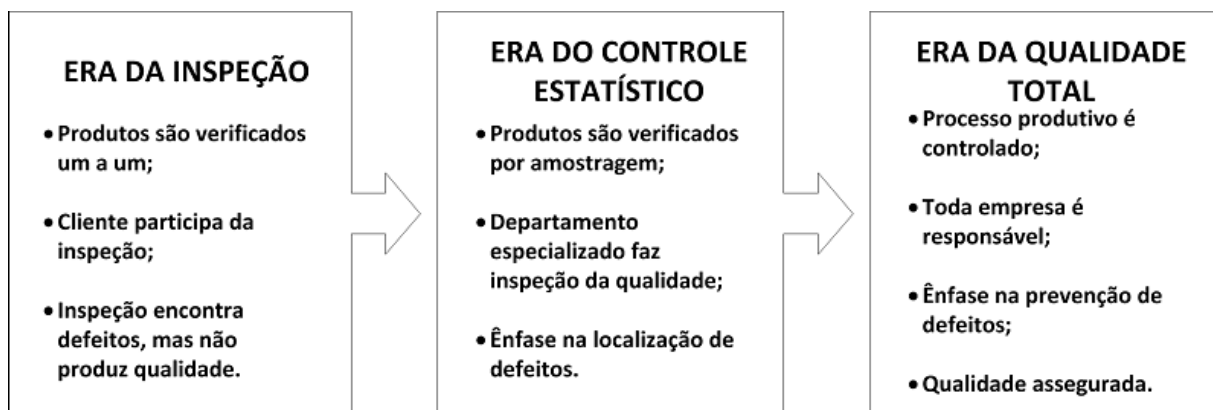 ERA DA INSPEÇÃO
• Produtos são verificados
um a um;
• Cliente participa da
inspeção;
• Inspeção encontra
defeitos, mas não
produz qualidade.
ERA DO CONTROLE
ESTATÍSTICO
• Produtos são verificados
por amostragem;
• Departamento
especializado faz
inspeção da qualidade;
• Ênfase na localização de
defeitos.
ERA DA QUALIDADE
TOTAL
• Processo produtivo é
controlado;
• Toda empresa é
responsável;
• Ênfase na prevenção de
defeitos;
• Qualidade assegurada.